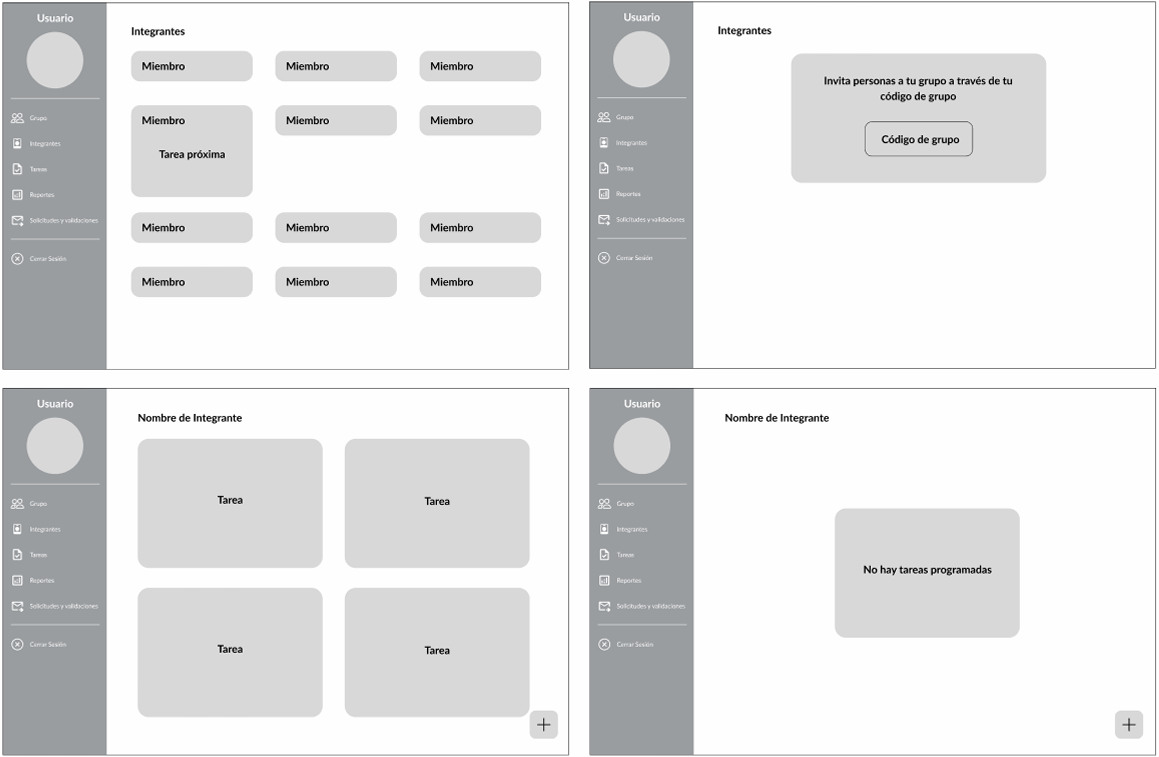 Usuario
Grupo
Integrantes
Tareas
Reportes
Solicitudes y validaciones
Cerrar Sesión
Integrantes
Miembro
Miembro
Miembro
Miembro
Tarea próxima
Miembro
Miembro
Miembro
Miembro
Miembro
Miembro
Miembro
Miembro
Usuario
Grupo
Integrantes
Tareas
Reportes
Solicitudes y validaciones
Cerrar Sesión
Integrantes
Invita personas a tu grupo a través de tu
código de grupo
Código de grupo
Usuario
Grupo
Integrantes
Tareas
Reportes
Solicitudes y validaciones
Cerrar Sesión
Nombre de Integrante
Tarea
Tarea
Tarea
Tarea
+
Usuario
Grupo
Integrantes
Tareas
Reportes
Solicitudes y validaciones
Cerrar Sesión
Nombre de Integrante
No hay tareas programadas
+